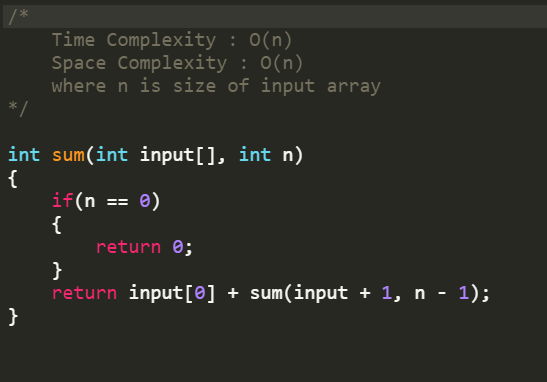 /*
    Time Complexity : O(n)
    Space Complexity : O(n)
    where n is size of input array
*/

int sum(int input[], int n)
{
    if(n == 0)
    {
        return 0;
    }
    return input[0] + sum(input + 1, n - 1);
}